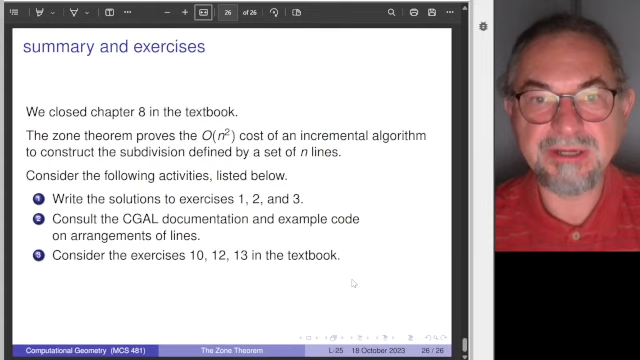 26 of 26
summary and exercises
We closed chapter 8 in the textbook.
The zone theorem proves the O(n²) cost of an incremental algorithm
to construct the subdivision defined by a set of n lines.
Consider the following activities, listed below.
1 Write the solutions to exercises 1, 2, and 3.
2 Consult the CGAL documentation and example code
on arrangements of lines.
3 Consider the exercises 10, 12, 13 in the textbook.
Computational Geometry (MCS 481) The Zone Theorem L-25 18 October 2023 26 / 26